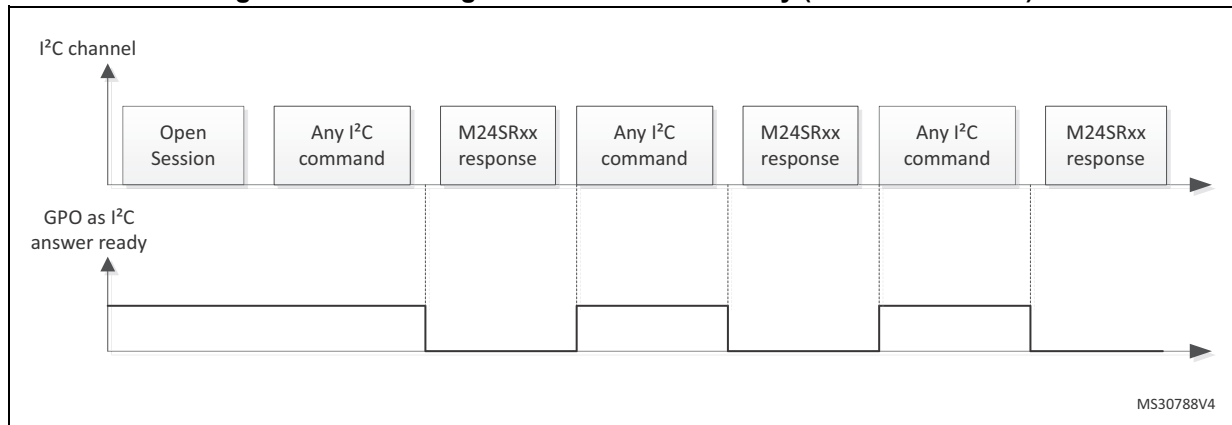 I²C channel
Open
Session
Any I²C
command
M24SRxx
response
Any I²C
command
M24SRxx
response
Any I²C
command
M24SRxx
response
GPO as I²C
answer ready
MS30788V4